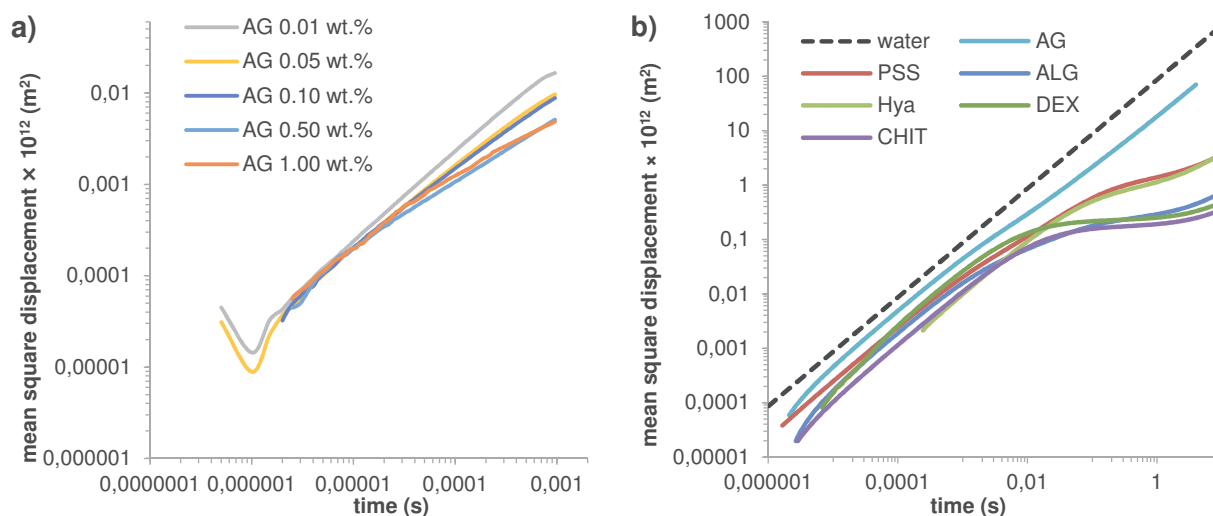 a)
AG 0.01 wt.%
AG 0.05 wt.%
AG 0.10 wt.%
AG 0.50 wt.%
AG 1.00 wt.%
mean square displacement × 10¹² (m²)
0,01
0,001
0,0001
0,00001
0,000001
0,0000001 0,000001 0,00001 0,0001 0,001
time (s)
b)
water AG
PSS ALG
Hya DEX
CHIT
mean square displacement × 10¹² (m²)
1000
100
10
1
0,1
0,01
0,001
0,0001
0,00001
0,000001 0,0001 0,01 1
time (s)